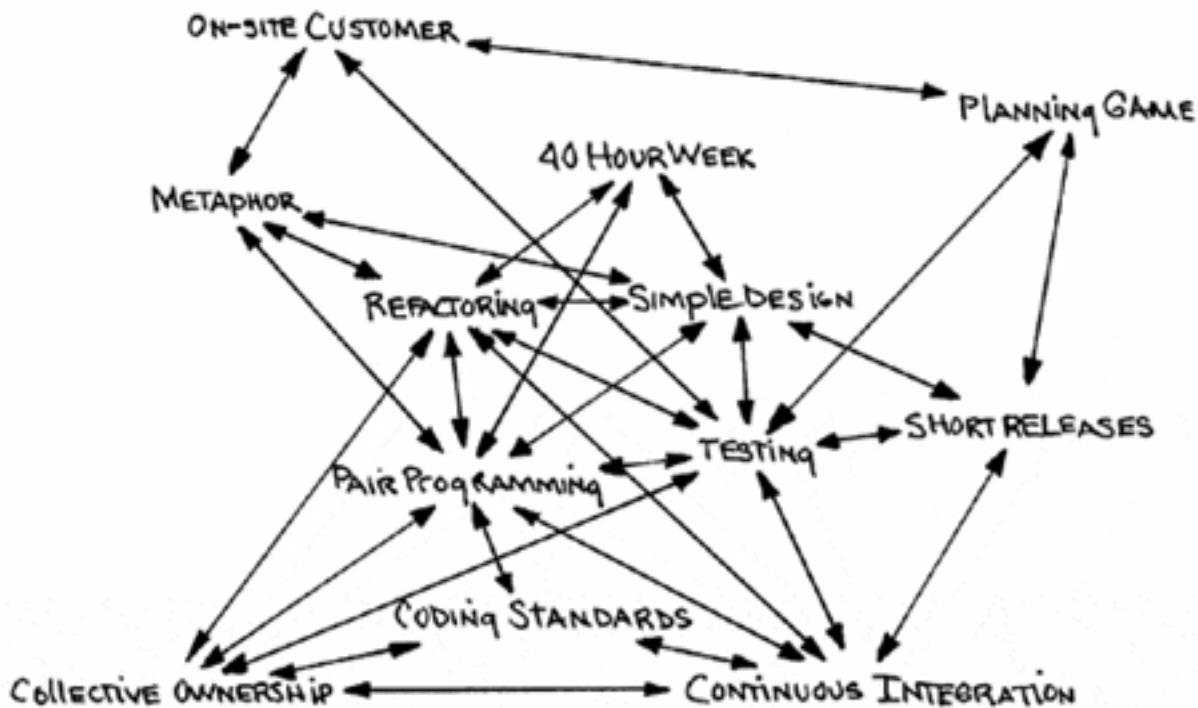 ON-SITE CUSTOMER
PLANNING GAME
40 HOUR WEEK
METAPHOR
REFACTORING
SIMPLE DESIGN
SHORT RELEASES
TESTING
PAIR PROGRAMMING
CODING STANDARDS
COLLECTIVE OWNERSHIP
CONTINUOUS INTEGRATION